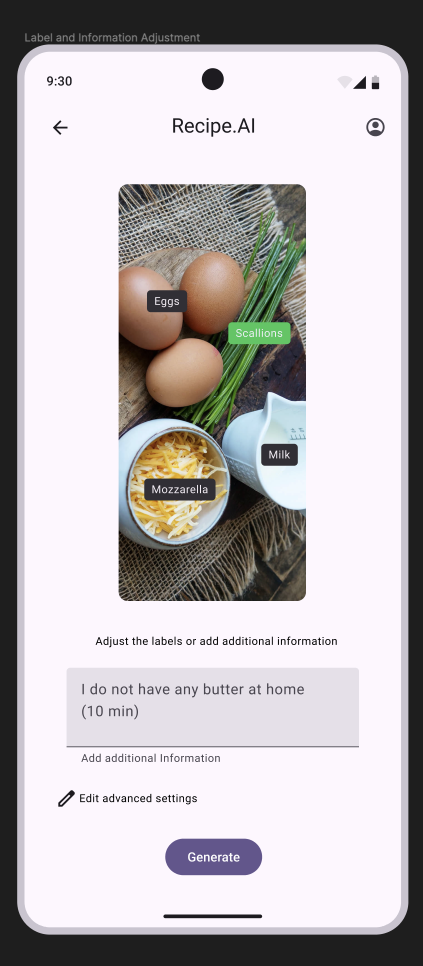 Label and Information Adjustment
9:30
Recipe.AI
Eggs
Scallions
Milk
Mozzarella
Adjust the labels or add additional information
I do not have any butter at home
(10 min)
Add additional Information
Edit advanced settings
Generate